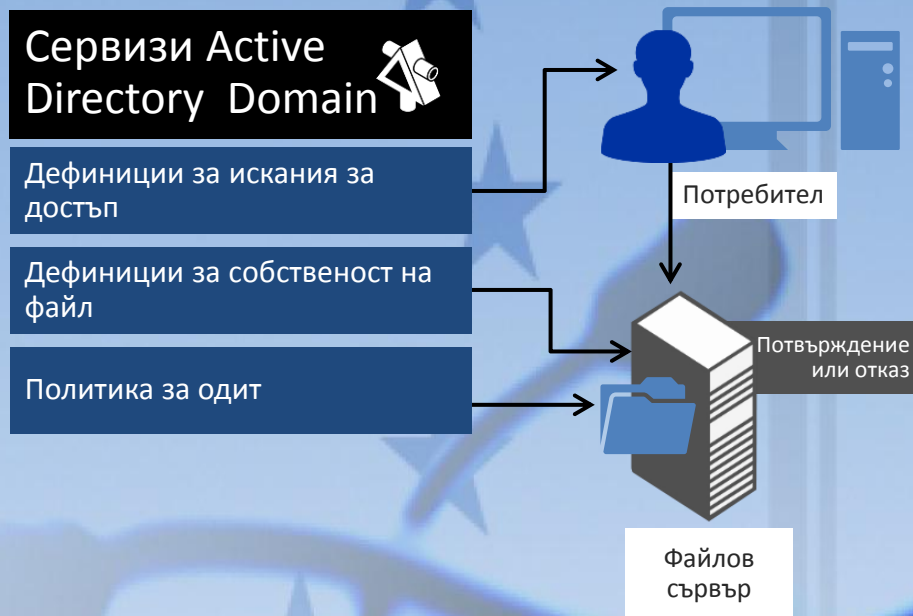 Сервизи Active
Directory Domain
Дефиниции за искания за
достъп
Дефиниции за собственост на
файл
Политика за одит
Потребител
Потвърждение
или отказ
Файлов
сървър